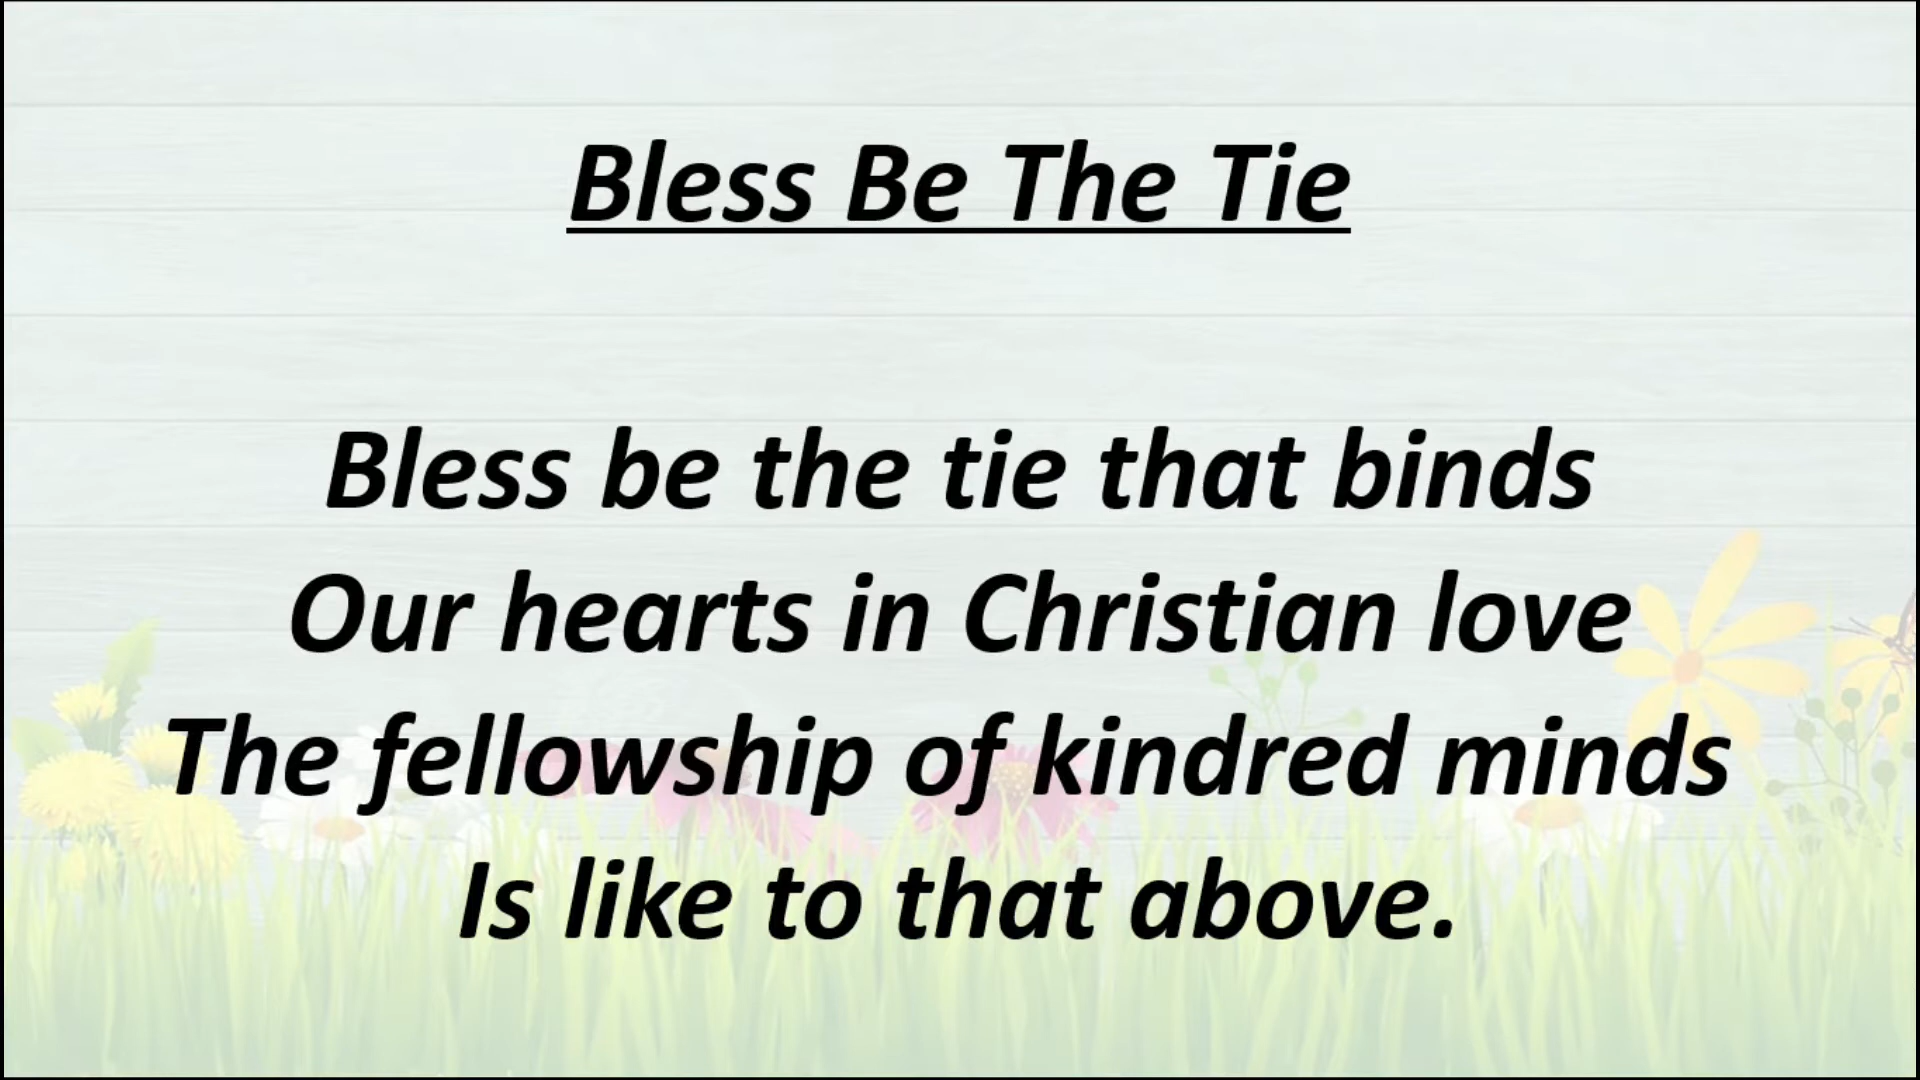 Bless Be The Tie
Bless be the tie that binds
Our hearts in Christian love
The fellowship of kindred minds
Is like to that above.